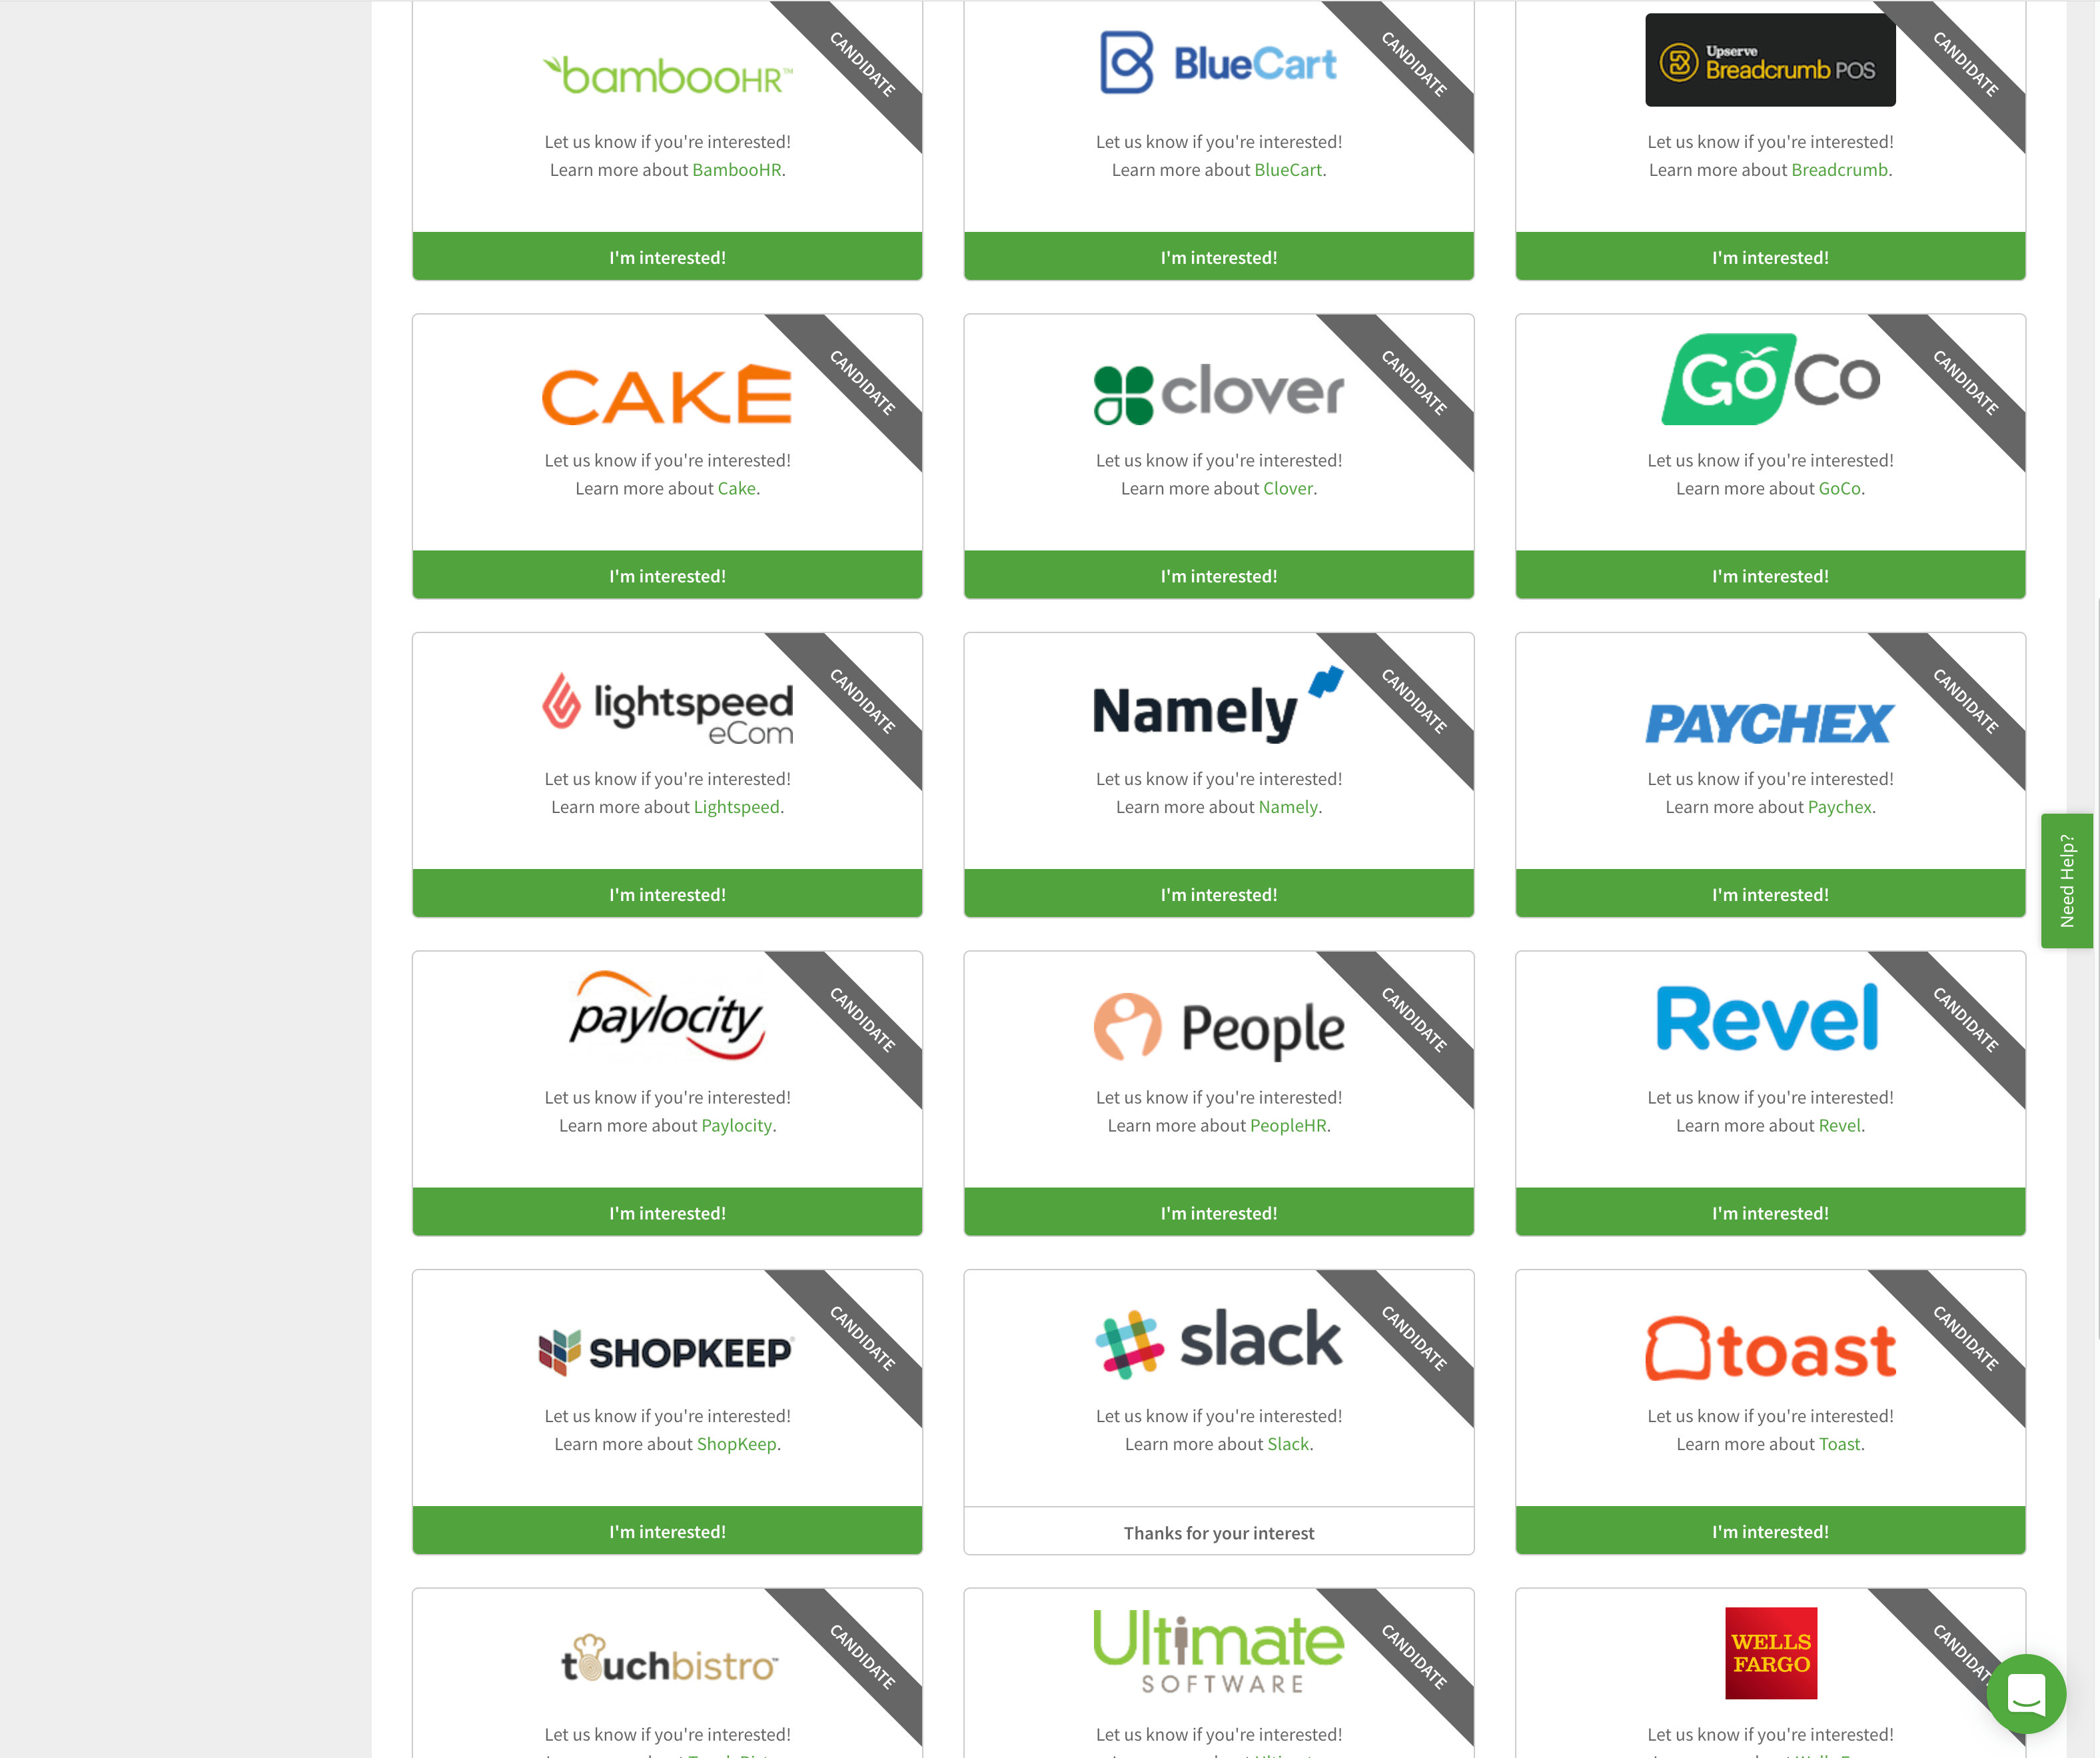 bambooHR™
CANDIDATE
Let us know if you're interested!
Learn more about BambooHR.
I'm interested!
BlueCart
CANDIDATE
Let us know if you're interested!
Learn more about BlueCart.
I'm interested!
Upserve
Breadcrumb POS
CANDIDATE
Let us know if you're interested!
Learn more about Breadcrumb.
I'm interested!
CAKE
CANDIDATE
Let us know if you're interested!
Learn more about Cake.
I'm interested!
clover
CANDIDATE
Let us know if you're interested!
Learn more about Clover.
I'm interested!
GoCo
CANDIDATE
Let us know if you're interested!
Learn more about GoCo.
I'm interested!
lightspeed
eCom
CANDIDATE
Let us know if you're interested!
Learn more about Lightspeed.
I'm interested!
Namely
CANDIDATE
Let us know if you're interested!
Learn more about Namely.
I'm interested!
PAYCHEX
CANDIDATE
Let us know if you're interested!
Learn more about Paychex.
I'm interested!
Need Help?
paylocity
CANDIDATE
Let us know if you're interested!
Learn more about Paylocity.
I'm interested!
People
CANDIDATE
Let us know if you're interested!
Learn more about PeopleHR.
I'm interested!
Revel
CANDIDATE
Let us know if you're interested!
Learn more about Revel.
I'm interested!
SHOPKEEP
CANDIDATE
Let us know if you're interested!
Learn more about ShopKeep.
I'm interested!
slack
CANDIDATE
Let us know if you're interested!
Learn more about Slack.
Thanks for your interest
toast
CANDIDATE
Let us know if you're interested!
Learn more about Toast.
I'm interested!
touchbistro™
CANDIDATE
Let us know if you're interested!
Ultimate
SOFTWARE
CANDIDATE
Let us know if you're interested!
WELLS
FARGO
CANDIDAT
Let us know if you're interested!